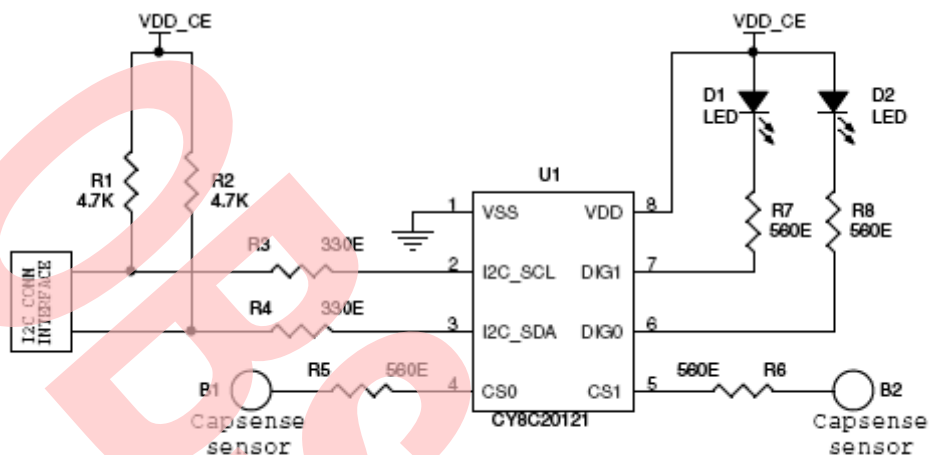 VDD_CE
VDD_CE
D1
LED
D2
LED
R1
4.7K
R2
4.7K
U1
1
VSS
VDD
8
R7
560E
R8
560E
R3
330E
2
I2C_SCL
DIG1
7
I2C CONN
INTERFACE
R4
330E
3
I2C_SDA
DIG0
6
R5
560E
560E
R6
B1
4
CS0
CS1
5
B2
CY8C20121
Capsense
sensor
Capsense
sensor